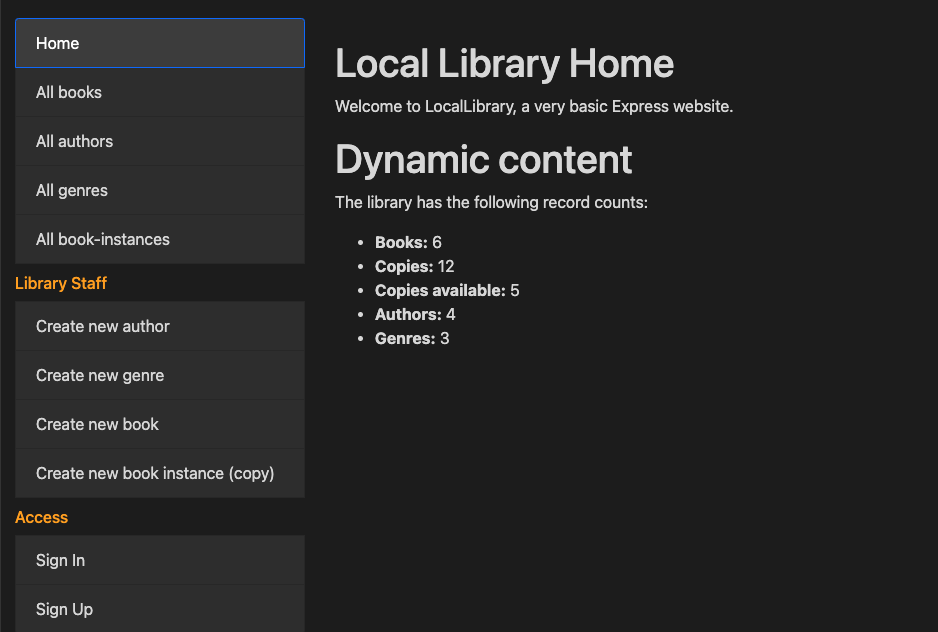 Home
All books
All authors
All genres
All book-instances
Library Staff
Create new author
Create new genre
Create new book
Create new book instance (copy)
Access
Sign In
Sign Up
Local Library Home
Welcome to LocalLibrary, a very basic Express website.
Dynamic content
The library has the following record counts:
• Books: 6
• Copies: 12
• Copies available: 5
• Authors: 4
• Genres: 3